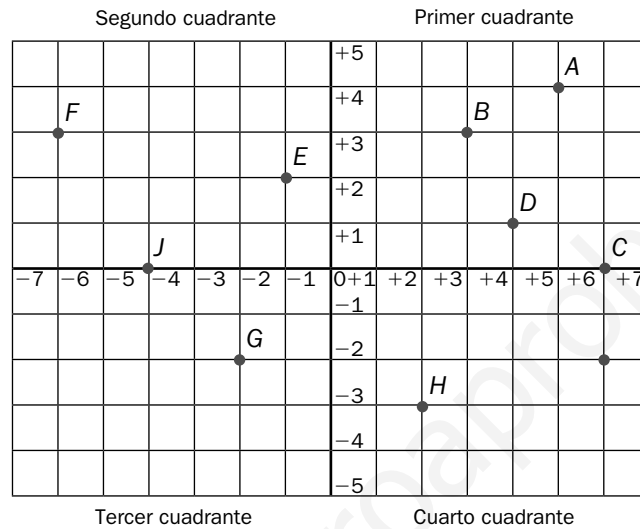 Segundo cuadrante Primer cuadrante
+5
A
+4
F B
+3
E
+2
D
+1
J C
−7 −6 −5 −4 −3 −2 −1 0 +1 +2 +3 +4 +5 +6 +7
−1
G
−2
H
−3
−4
−5
Tercer cuadrante Cuarto cuadrante